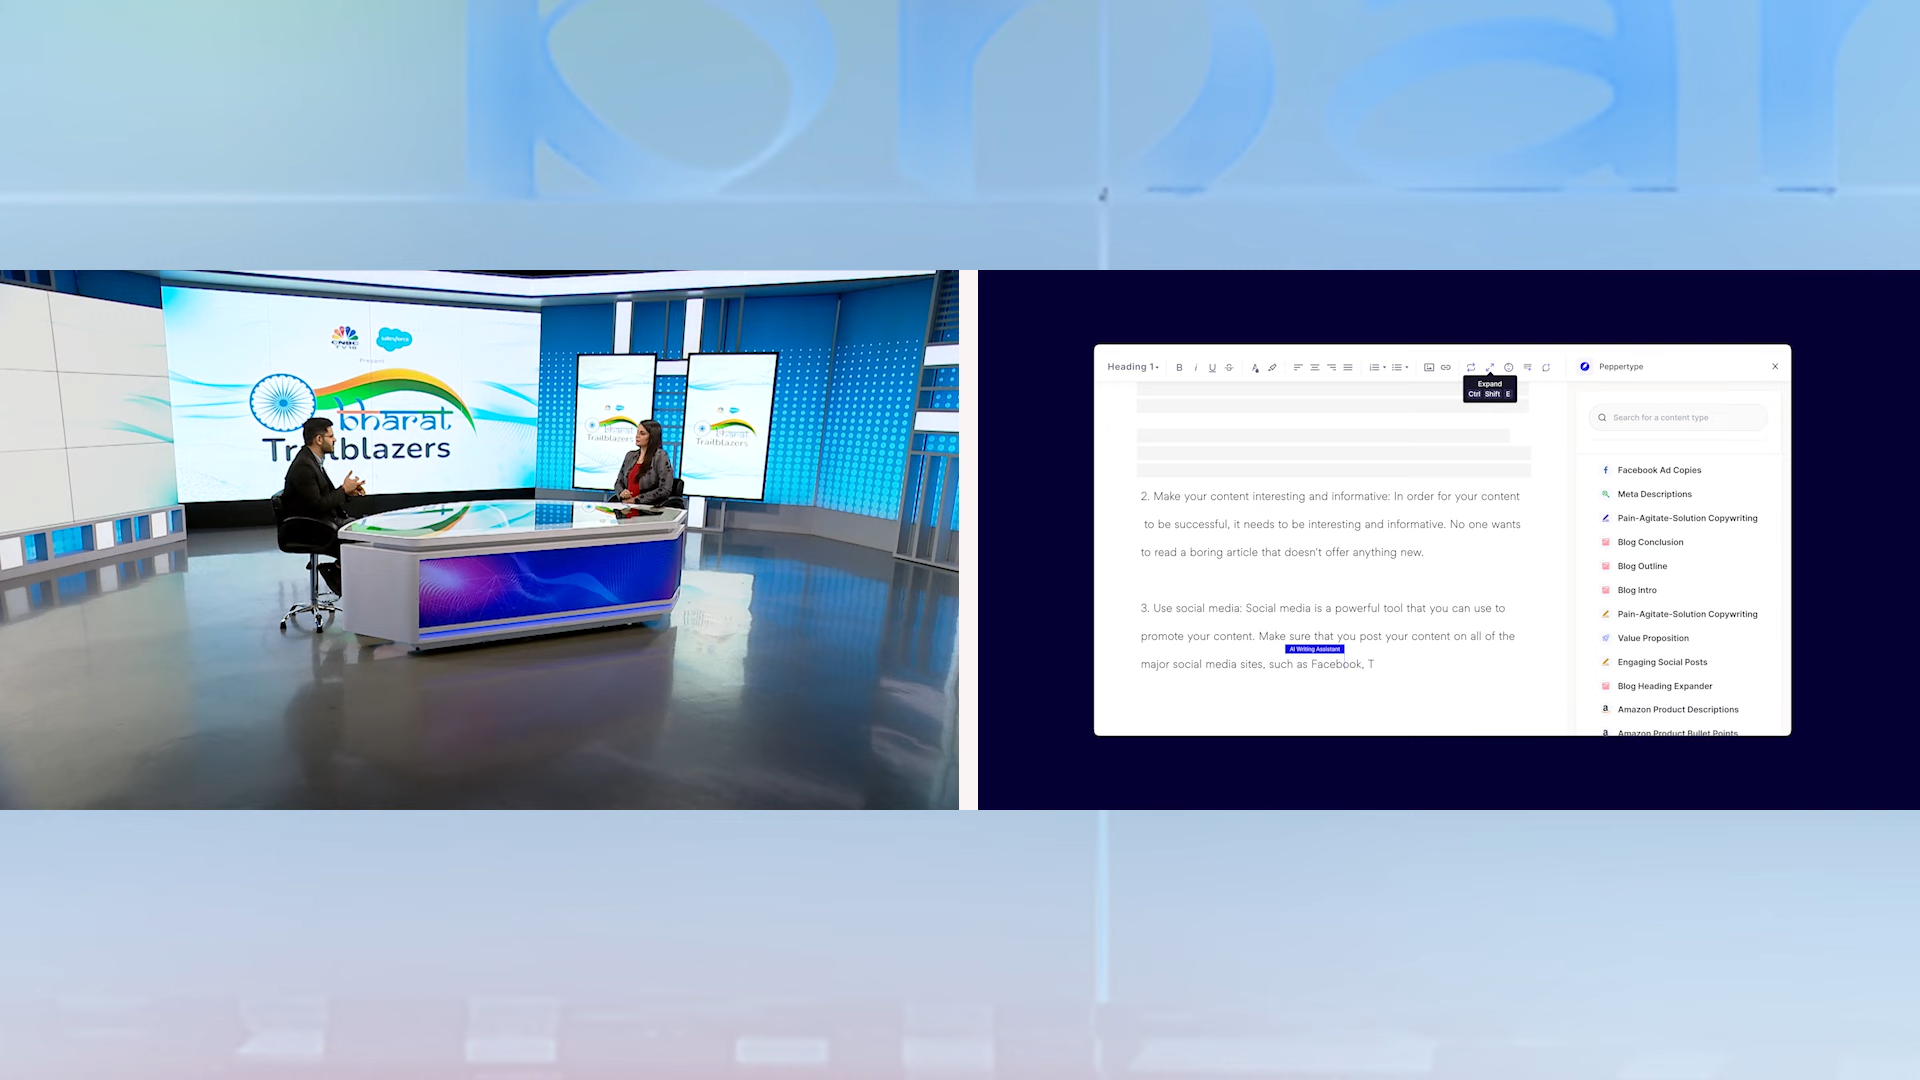 CNBC
TV18
salesforce
Present
bharat
Trailblazers
bharat
Trailblazers
bharat
Trailblazers
Heading 1
B i U S
Expand
Ctrl Shift E
Peppertype
Search for a content type
2. Make your content interesting and informative: In order for your content
to be successful, it needs to be interesting and informative. No one wants
to read a boring article that doesn't offer anything new.
3. Use social media: Social media is a powerful tool that you can use to
promote your content. Make sure that you post your content on all of the
AI Writing Assistant
major social media sites, such as Facebook, T
Facebook Ad Copies
Meta Descriptions
Pain-Agitate-Solution Copywriting
Blog Conclusion
Blog Outline
Blog Intro
Pain-Agitate-Solution Copywriting
Value Proposition
Engaging Social Posts
Blog Heading Expander
Amazon Product Descriptions
Amazon Product Bullet Points